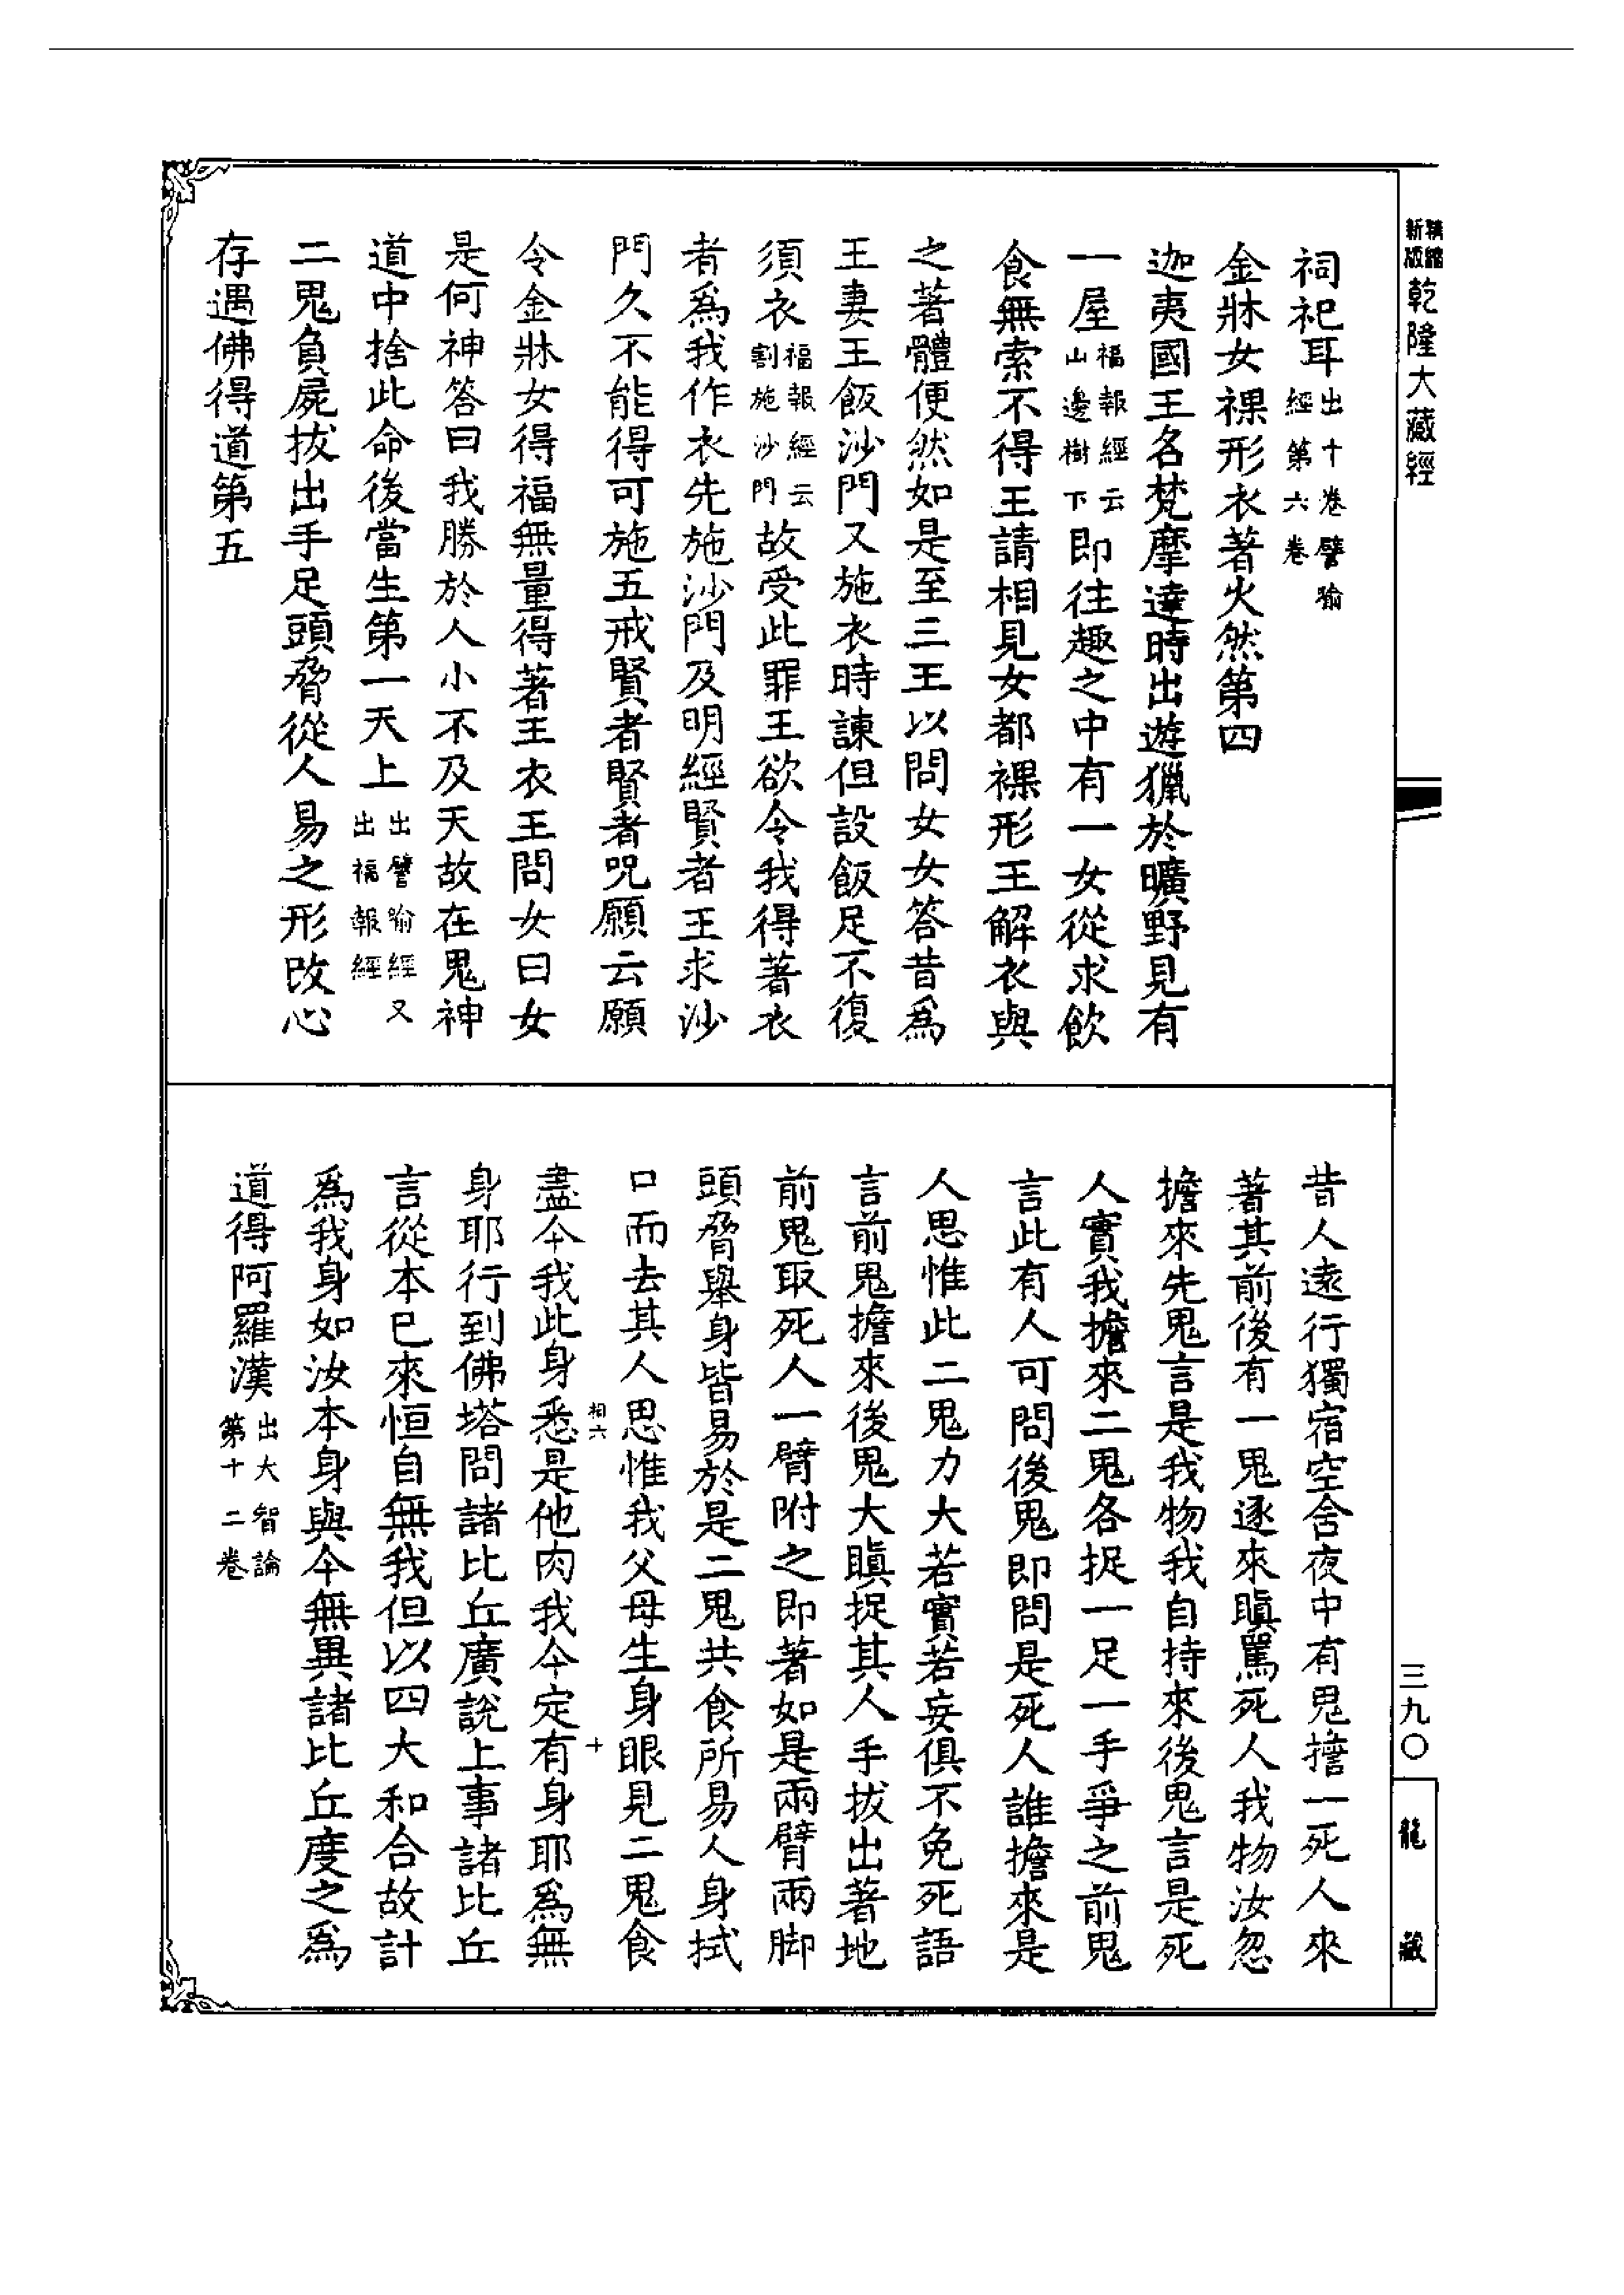 新版
精縮
乾隆大藏經
祠祀耳出十卷譬喻經第六卷
金牀女裸形衣著火然第四
迦夷國王名梵摩達時出遊獵於曠野見有
一屋福報經云山邊樹下即往趣之中有一女從求飲
食無索不得王請相見女都裸形王解衣與
之著體便然如是至三王以問女女答昔為
王妻王飯沙門又施衣時諫但設飯足不復
須衣福報經云割施沙門故受此罪王欲令我得著衣
者為我作衣先施沙門及明經賢者王求沙
門久不能得可施五戒賢者賢者咒願云願
令金牀女得福無量得著王衣王問女曰女
是何神答曰我勝於人小不及天故在鬼神
道中捨此命後當生第一天上出譬喻經又出福報經
二鬼負屍拔出手足頭脅從人易之形改心
存遇佛得道第五
昔人遠行獨宿空舍夜中有鬼擔一死人來
著其前後有一鬼逐來瞋罵死人我物汝忽
擔來先鬼言是我物我自持來後鬼言是死
人實我擔來二鬼各捉一足一手爭之前鬼
言此有人可問後鬼即問是死人誰擔來是
人思惟此二鬼力大若實若妄俱不免死語
言前鬼擔來後鬼大瞋捉其人手拔出著地
前鬼取死人一臂附之即著如是兩臂兩脚
頭脅舉身皆易於是二鬼共食所易人身拭
口而去其人思惟我父母生身眼見二鬼食
相六 十
盡今我此身悉是他肉我今定有身耶為無
身耶行到佛塔問諸比丘廣說上事諸比丘
言從本已來恒自無我但以四大和合故計
為我身如汝本身與今無異諸比丘度之為
道得阿羅漢出大智論第十二卷
三九〇
龍藏